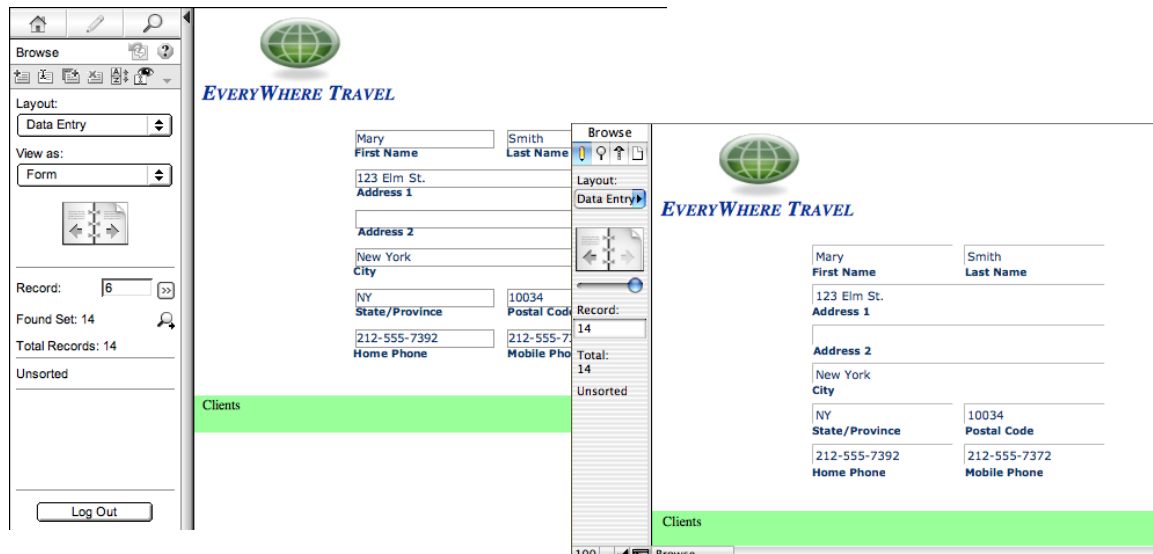 Browse
Layout:
Data Entry
View as:
Form
Record: 6
Found Set: 14
Total Records: 14
Unsorted
Log Out
EVERYWHERE TRAVEL
Mary Smith
First Name Last Name
123 Elm St.
Address 1
Address 2
New York
City
NY 10034
State/Province Postal
212-555-7392
Home Phone Mobile
Clients
Browse
Layout:
Data Entry
Record:
14
Total:
14
Unsorted
EVERYWHERE TRAVEL
Mary Smith
First Name Last Name
123 Elm St.
Address 1
Address 2
New York
City
NY 10034
State/Province Postal Code
212-555-7392 212-555-7372
Home Phone Mobile Phone
Clients
100 Browse